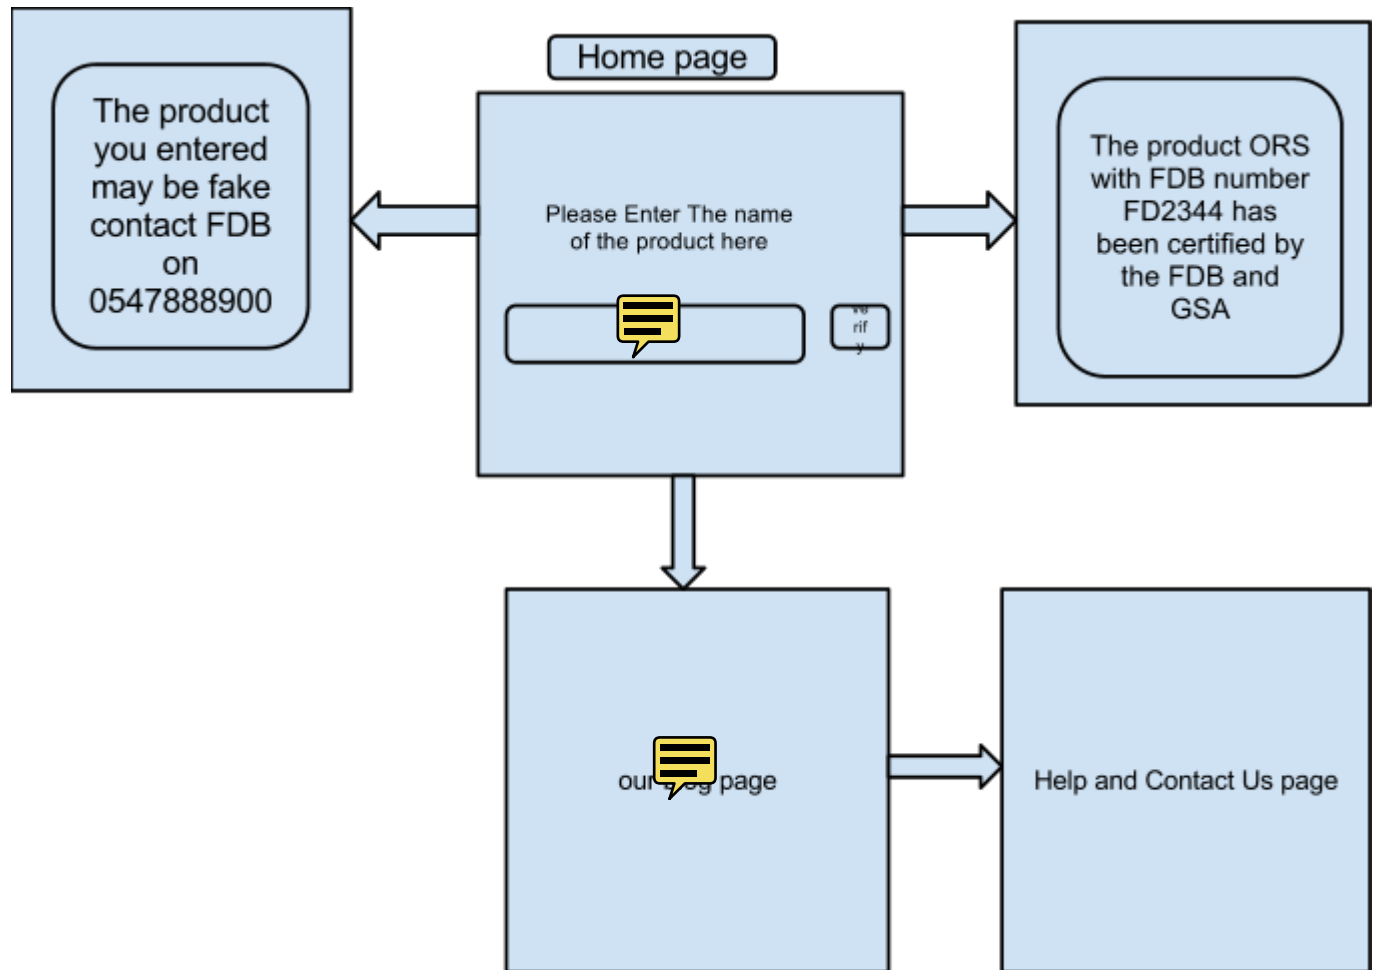 Home page
The product
you entered
may be fake
contact FDB
on
0547888900
Please Enter The name
of the product here
ve
rif
y
The product ORS
with FDB number
FD2344 has
been certified by
the FDB and
GSA
our page
Help and Contact Us page